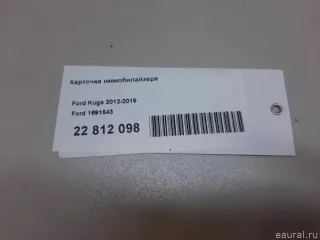 Карточка иммобилайзера
Ford Kuga 2012-2019
Ford 1691543
22 812 098
eaural.ru